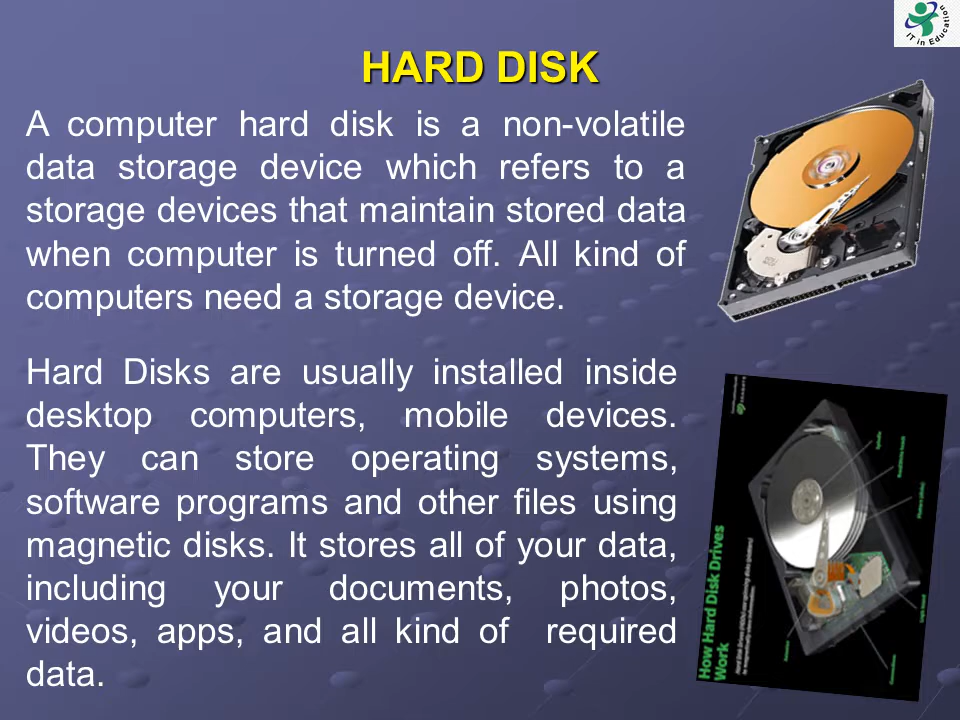 IT in Education
HARD DISK
A computer hard disk is a non-volatile
data storage device which refers to a
storage devices that maintain stored data
when computer is turned off. All kind of
computers need a storage device.
Hard Disks are usually installed inside
desktop computers, mobile devices.
They can store operating systems,
software programs and other files using
magnetic disks. It stores all of your data,
including your documents, photos,
videos, apps, and all kind of required
data.
How Hard Disk Drives
Work